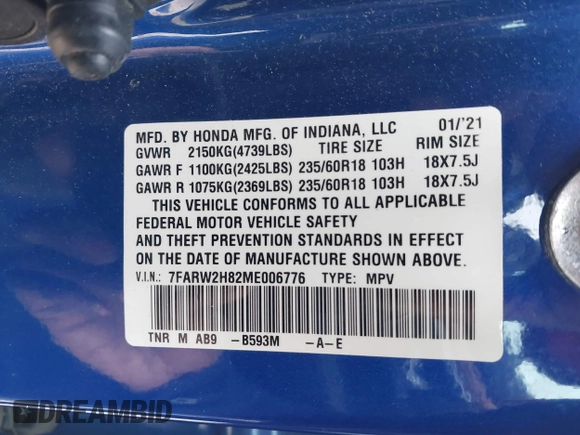 MFD. BY HONDA MFG. OF INDIANA, LLC 01/'21
GVWR 2150KG(4739LBS) TIRE SIZE RIM SIZE
GAWR F 1100KG(2425LBS) 235/60R18 103H 18X7.5J
GAWR R 1075KG(2369LBS) 235/60R18 103H 18X7.5J
THIS VEHICLE CONFORMS TO ALL APPLICABLE
FEDERAL MOTOR VEHICLE SAFETY
AND THEFT PREVENTION STANDARDS IN EFFECT
ON THE DATE OF MANUFACTURE SHOWN ABOVE.
V.I.N.: 7FARW2H82ME006776 TYPE: MPV
TNR M AB9 -B593M -A-E
DREAMBID